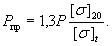 Pпр = 1,3P [σ]20 / [σ]t.